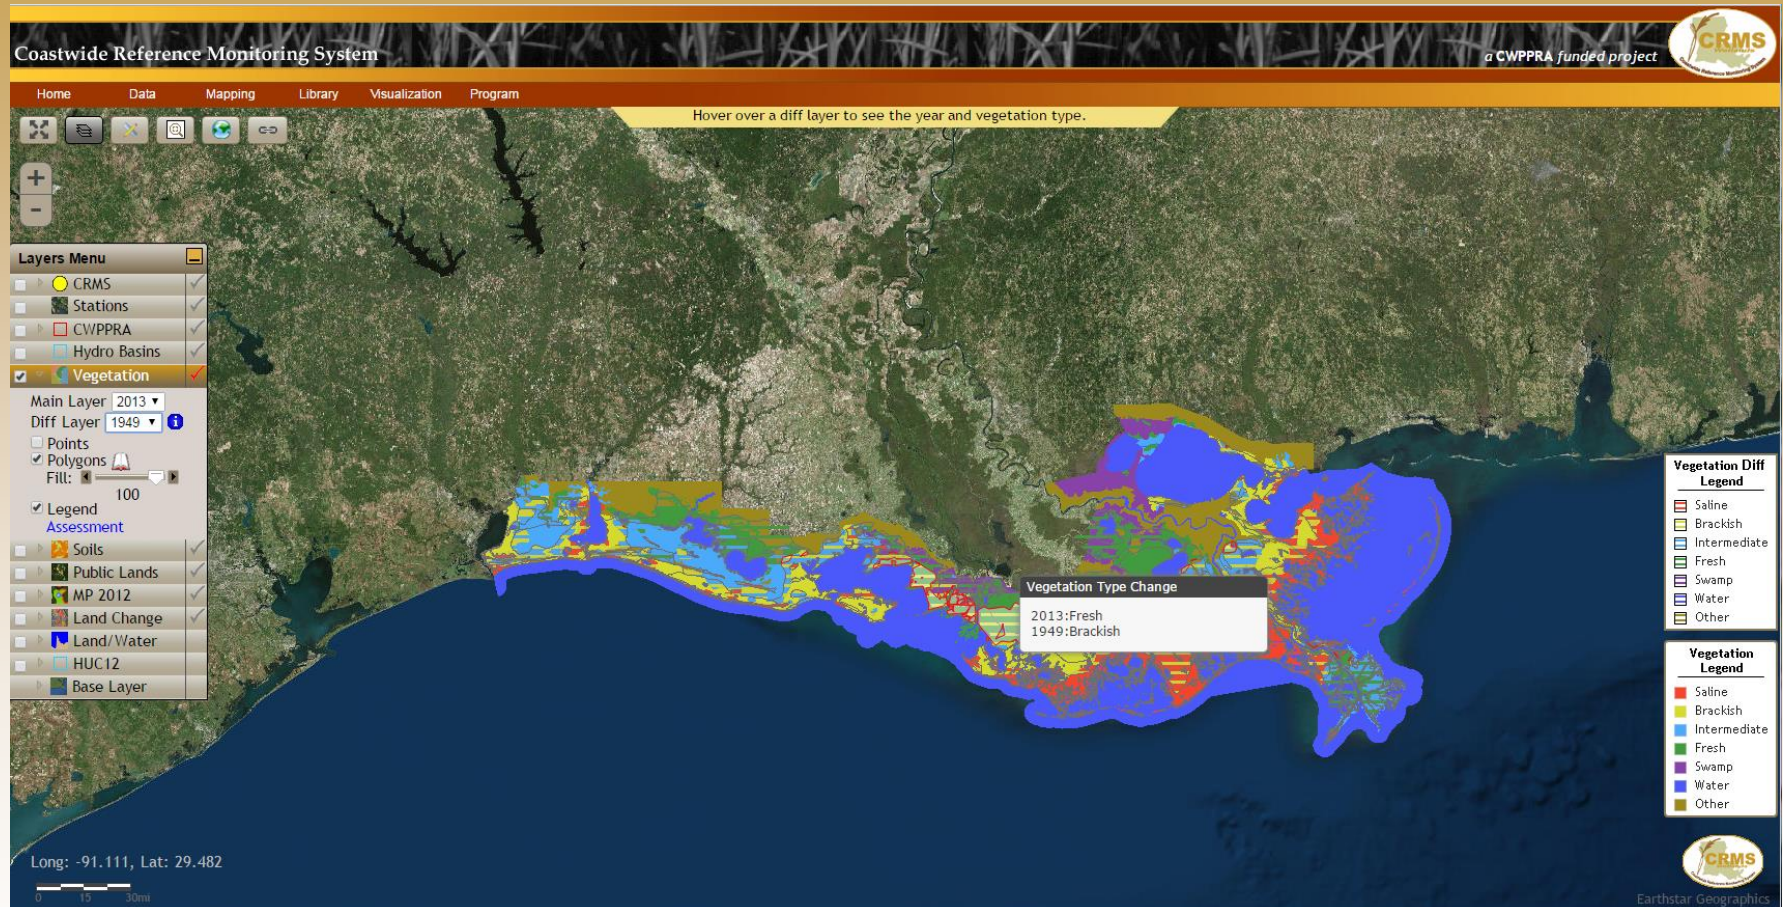 Coastwide Reference Monitoring System
a CWPPRA funded project
CRMS
Home Data Mapping Library Visualization Program
Hover over a diff layer to see the year and vegetation type.
+
-
Layers Menu
CRMS
Stations
CWPPRA
Hydro Basins
Vegetation
Main Layer 2013
Diff Layer 1949
Points
Polygons
Fill:
100
Legend
Assessment
Soils
Public Lands
MP 2012
Land Change
Land/Water
HUC12
Base Layer
Vegetation Type Change
2013:Fresh
1949:Brackish
Vegetation Diff
Legend
Saline
Brackish
Intermediate
Fresh
Swamp
Water
Other
Vegetation
Legend
Saline
Brackish
Intermediate
Fresh
Swamp
Water
Other
Long: -91.111, Lat: 29.482
0 15 30mi
CRMS
Earthstar Geographics